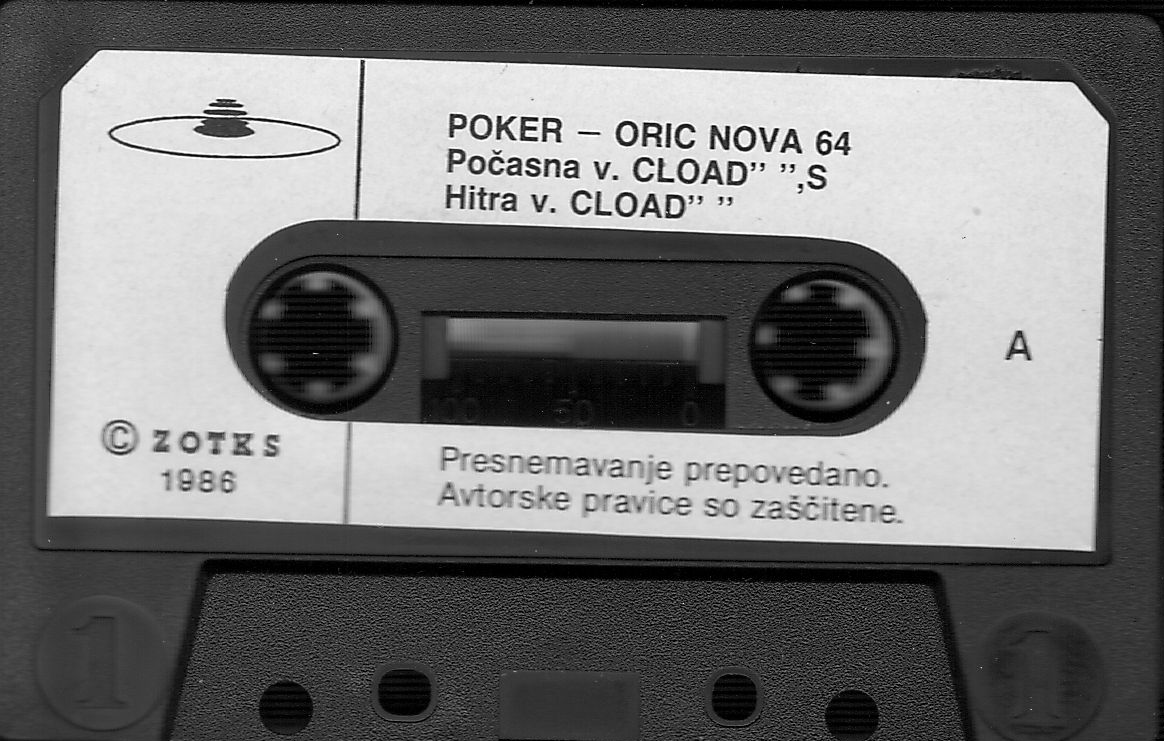 POKER – ORIC NOVA 64
Počasna v. CLOAD” ”,S
Hitra v. CLOAD” ”
A
100 50 0
© ZOTKS
1986
Presnemavanje prepovedano.
Avtorske pravice so zaščitene.
1 1